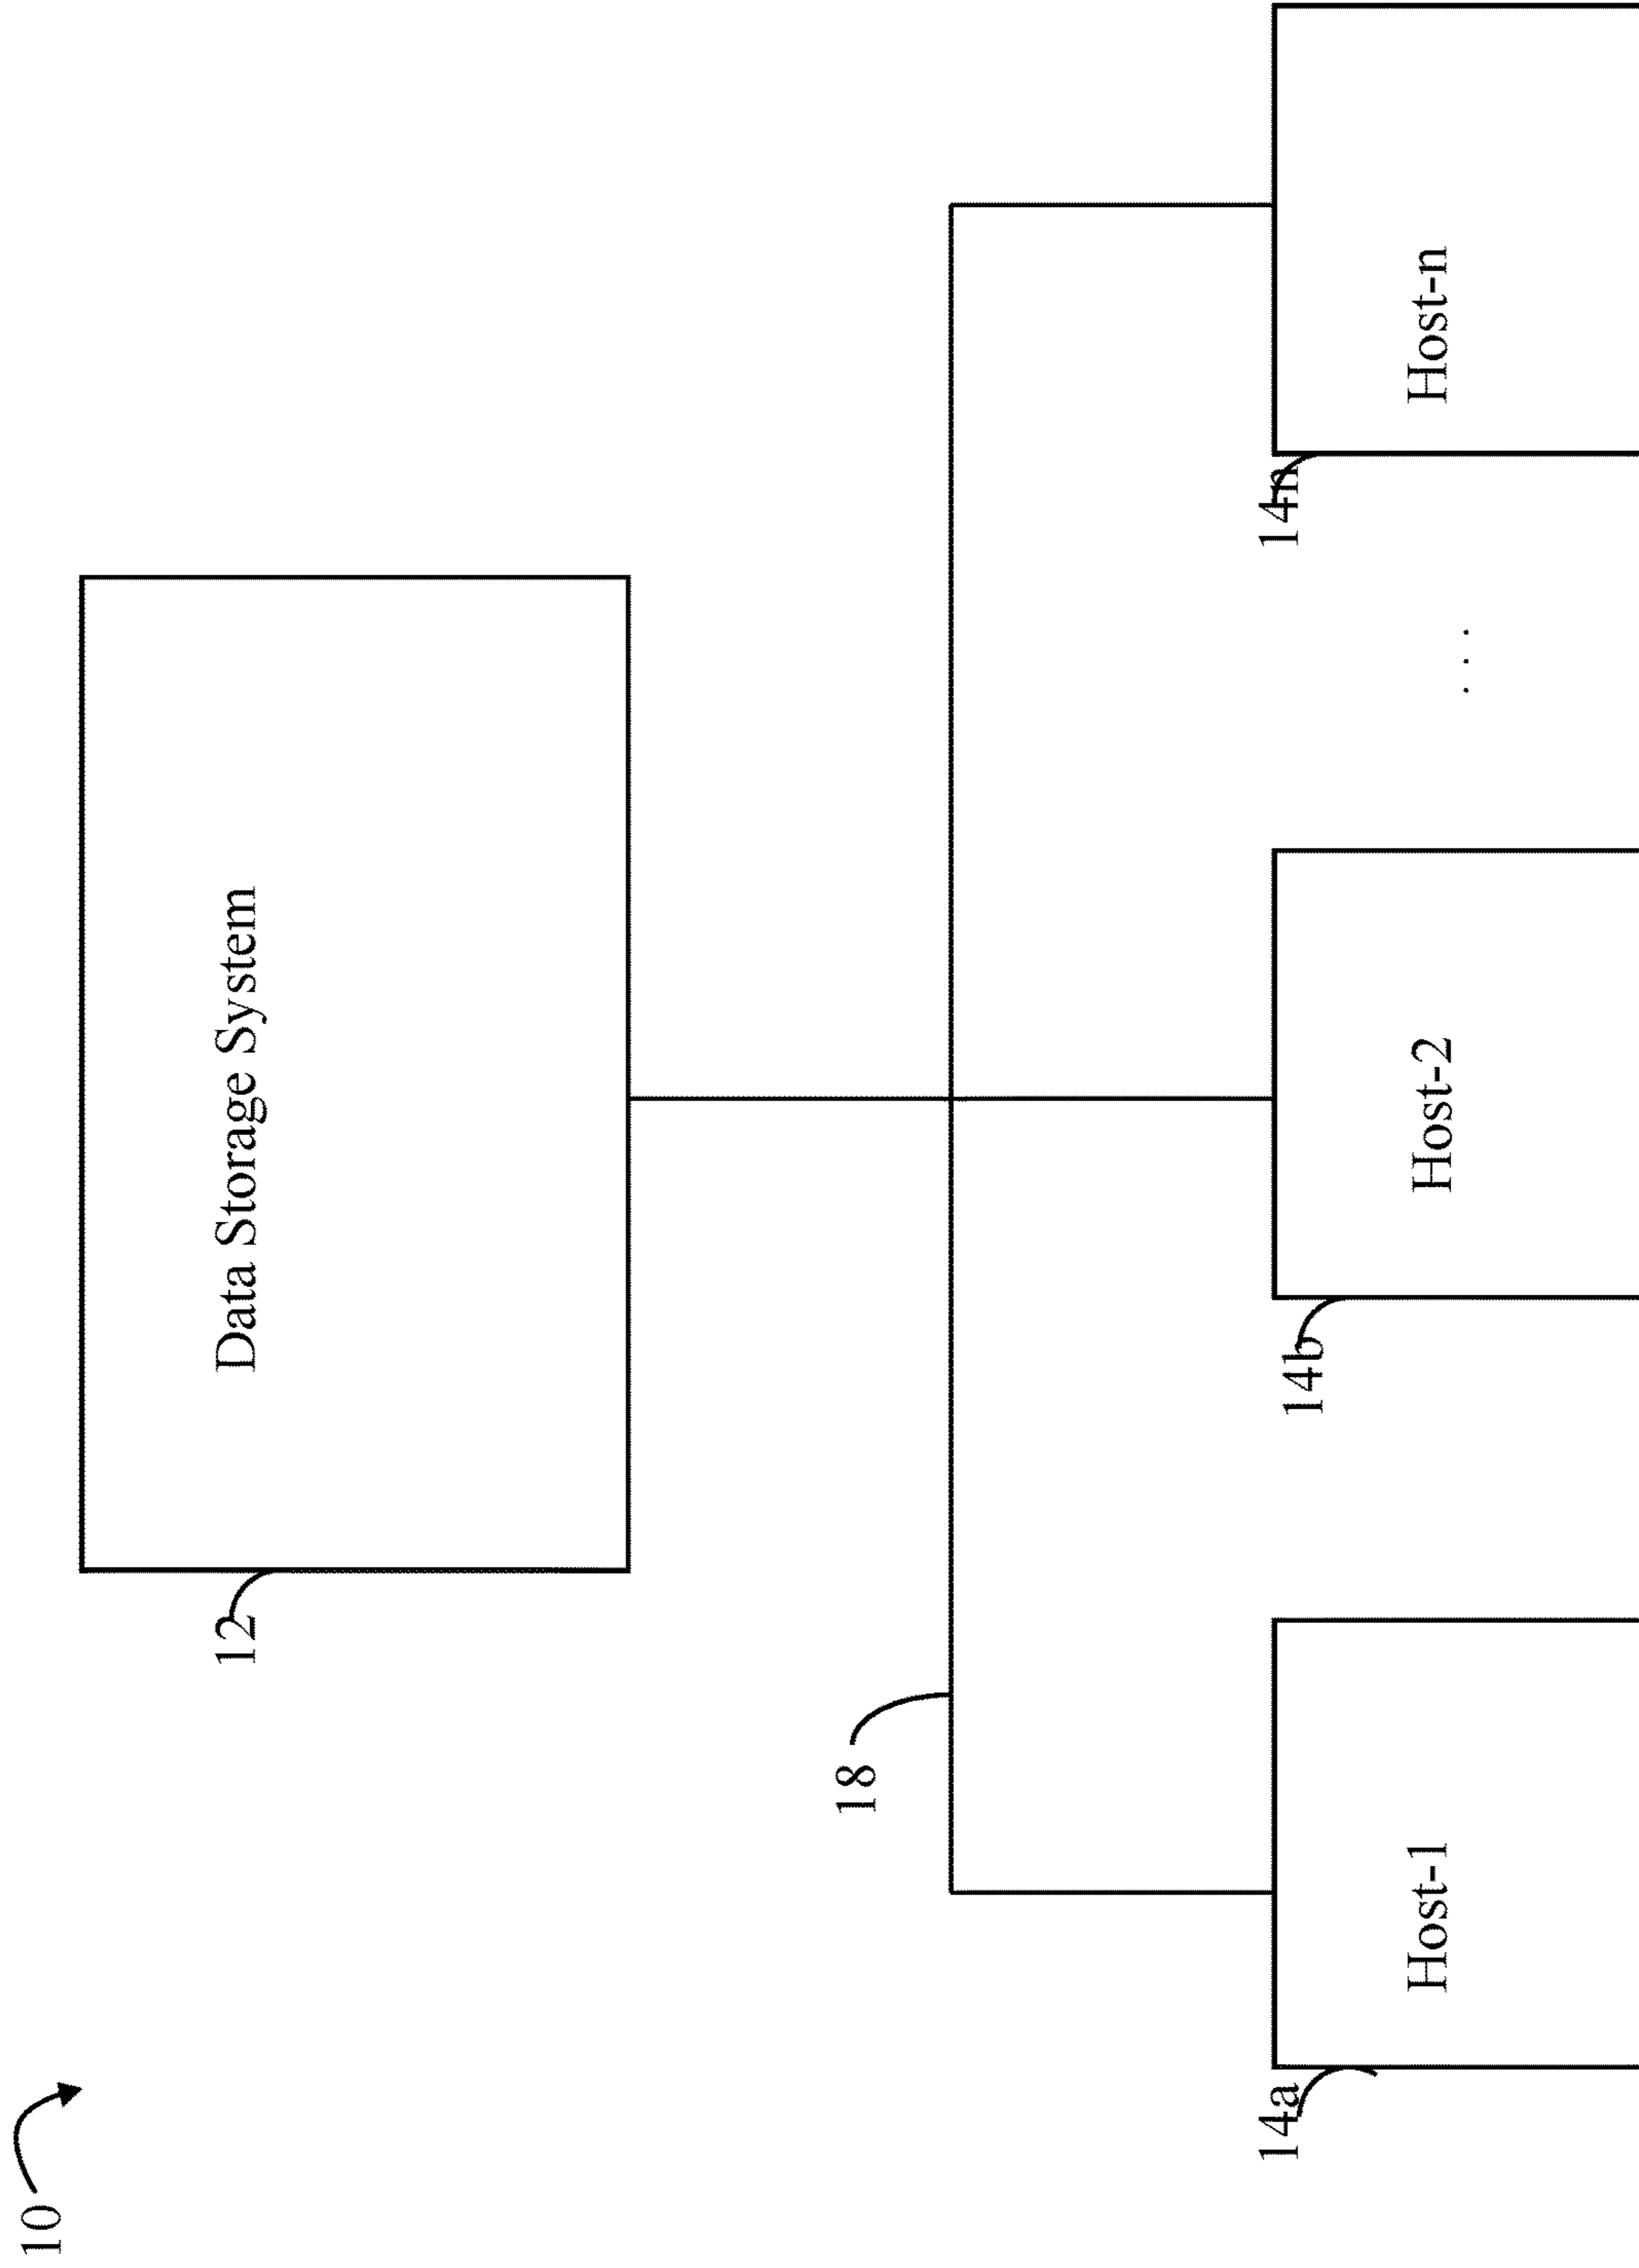 10
12
Data Storage System
18
14a
Host-1
14b
Host-2
. . .
14n
Host-n